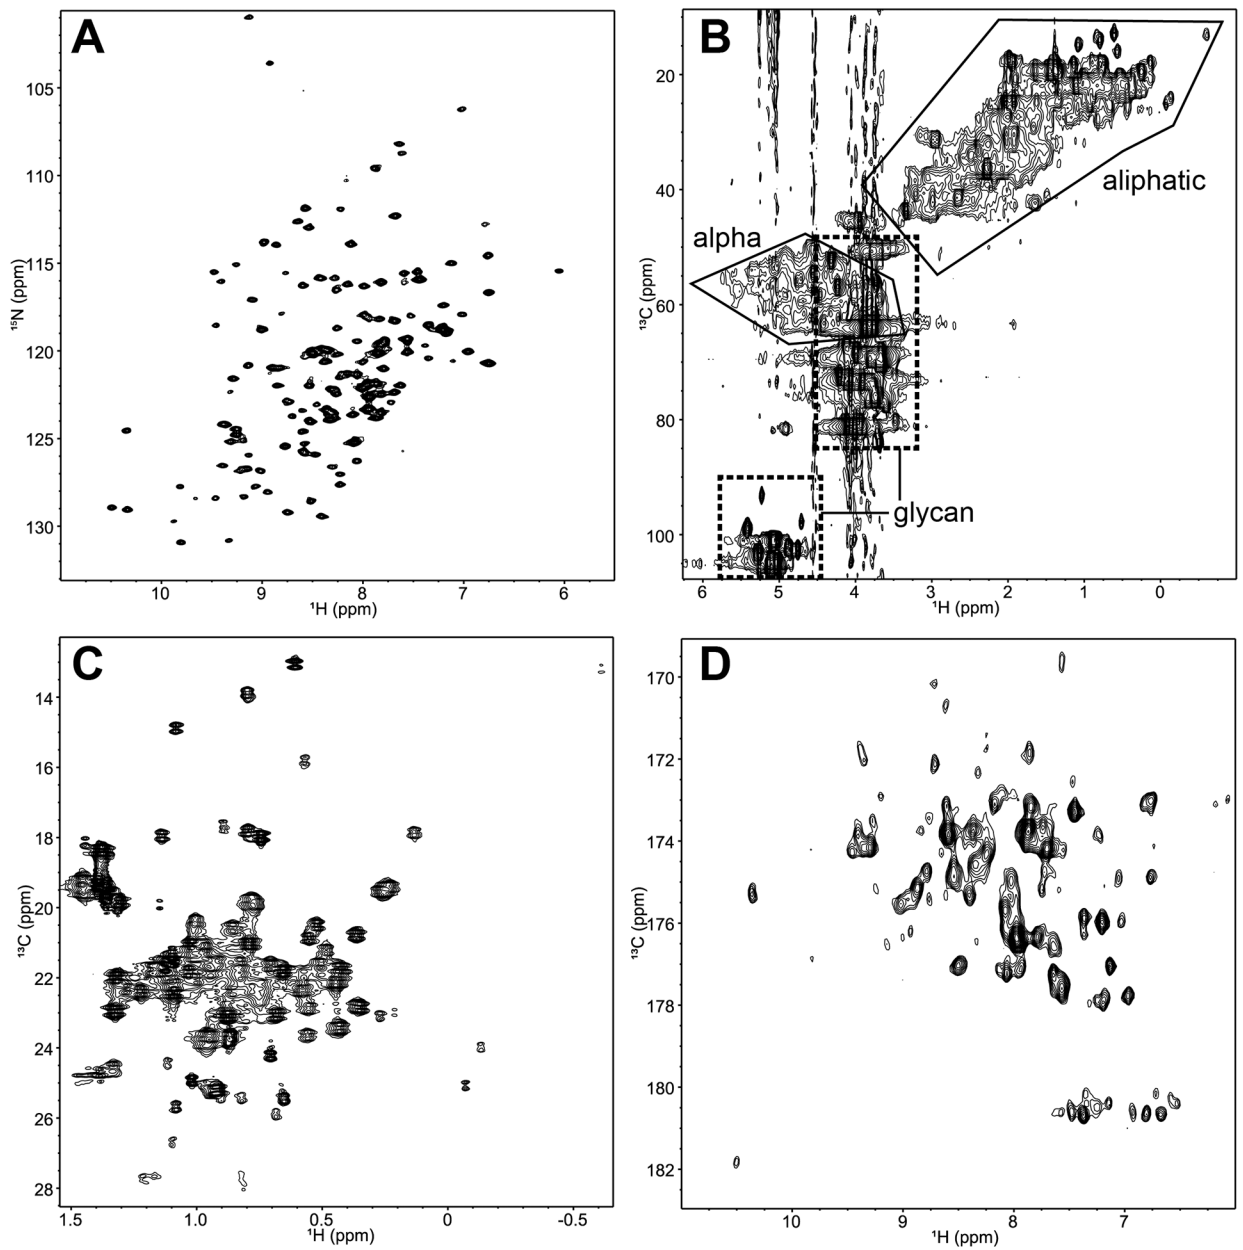 A
105
110
115
120
125
130
¹⁵N (ppm)
10 9 8 7 6
¹H (ppm)
B
20
40
60
80
100
¹³C (ppm)
aliphatic
alpha
glycan
6 5 4 3 2 1 0
¹H (ppm)
C
14
16
18
20
22
24
26
28
¹³C (ppm)
1.5 1.0 0.5 0 -0.5
¹H (ppm)
D
170
172
174
176
178
180
182
¹³C (ppm)
10 9 8 7
¹H (ppm)